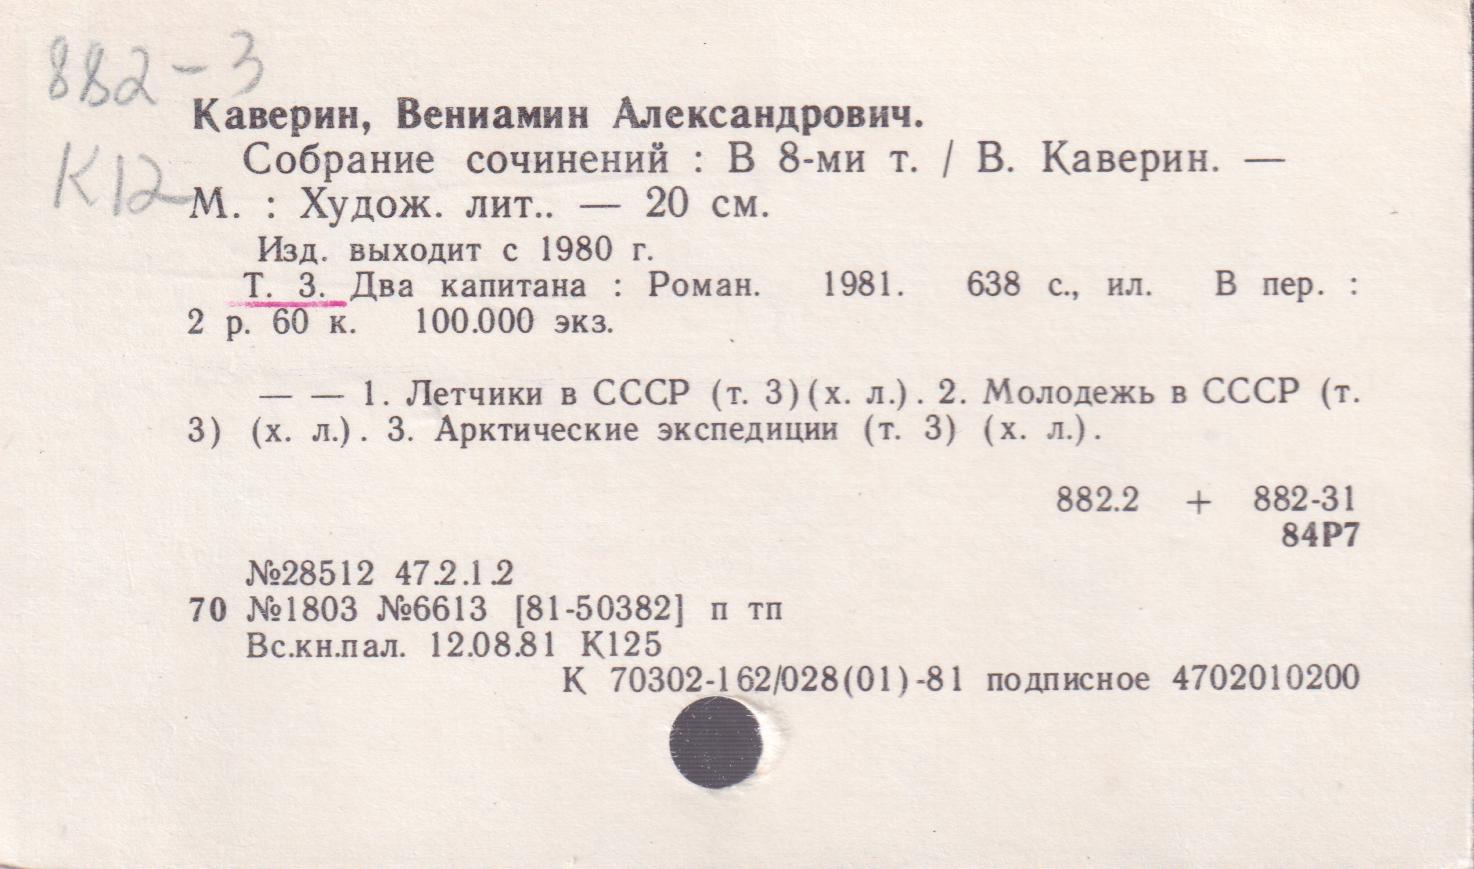 882-3
Каверин, Вениамин Александрович.
К12
Собрание сочинений : В 8-ми т. / В. Каверин. —
М. : Худож. лит.. — 20 см.
Изд. выходит с 1980 г.
Т. 3. Два капитана : Роман. 1981. 638 с., ил. В пер. :
2 р. 60 к. 100.000 экз.
— — 1. Летчики в СССР (т. 3)(х. л.). 2. Молодежь в СССР (т.
3) (х. л.). 3. Арктические экспедиции (т. 3) (х. л.).
882.2 + 882-31
84Р7
№28512 47.2.1.2
70 №1803 №6613 [81-50382] п тп
Вс.кн.пал. 12.08.81 К125
К 70302-162/028(01)-81 подписное 4702010200